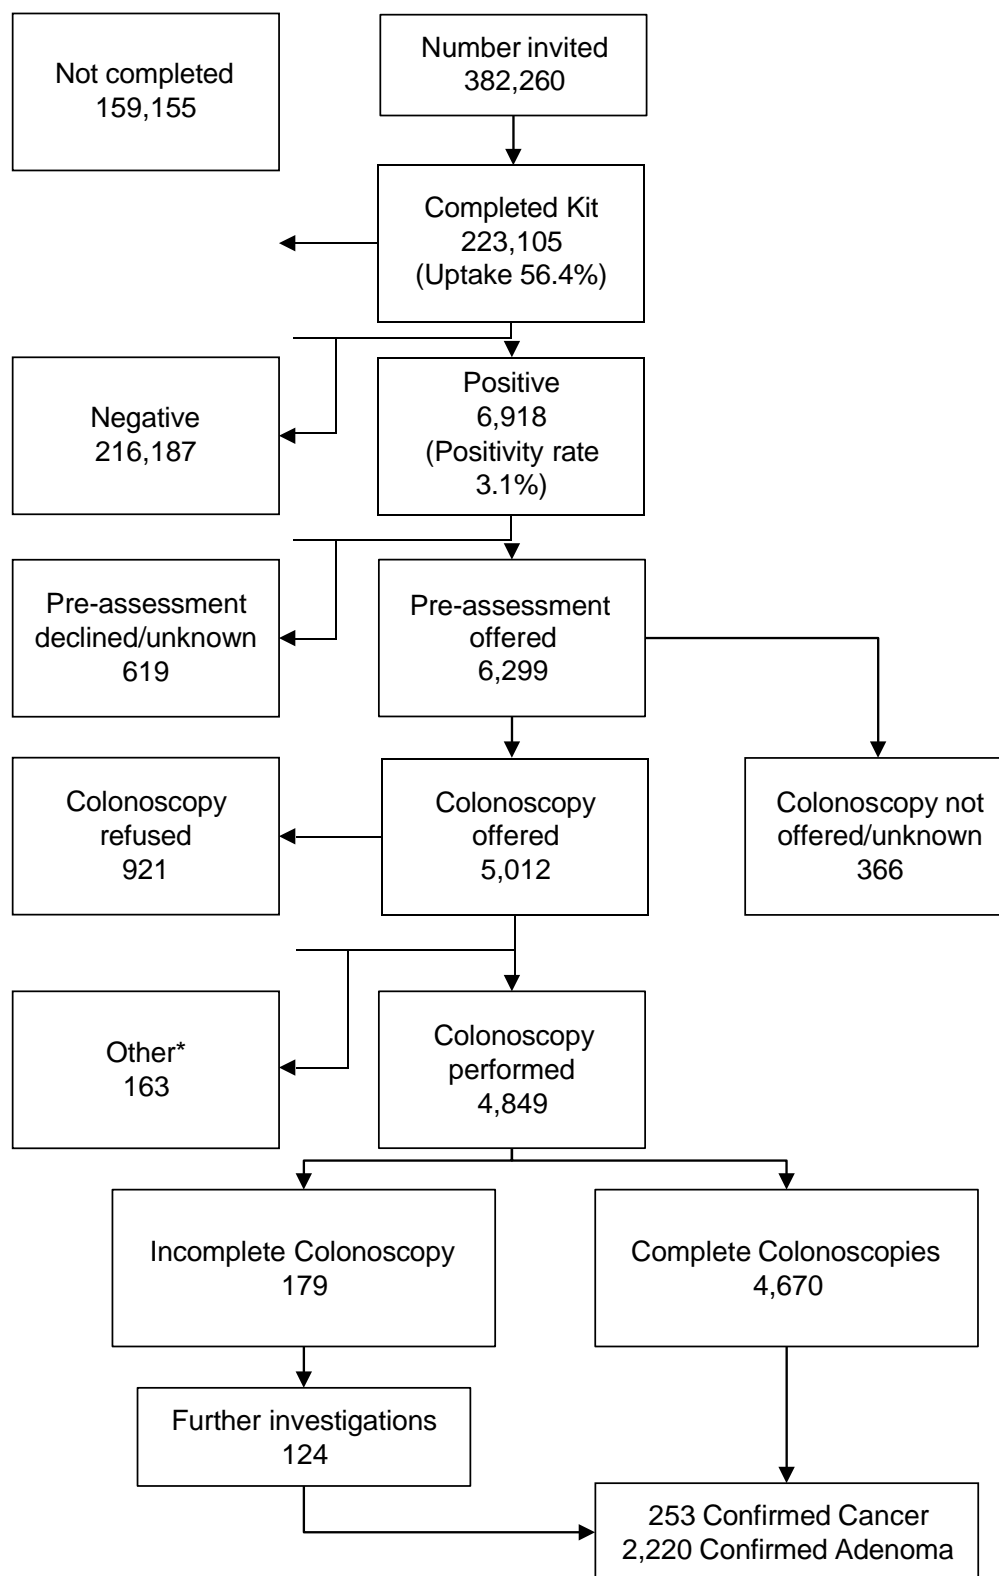 Number invited
382,260
Not completed
159,155
Completed Kit
223,105
(Uptake 56.4%)
Negative
216,187
Positive
6,918
(Positivity rate
3.1%)
Pre-assessment
declined/unknown
619
Pre-assessment
offered
6,299
Colonoscopy
refused
921
Colonoscopy
offered
5,012
Colonoscopy not
offered/unknown
366
Other*
163
Colonoscopy
performed
4,849
Incomplete Colonoscopy
179
Complete Colonoscopies
4,670
Further investigations
124
253 Confirmed Cancer
2,220 Confirmed Adenoma